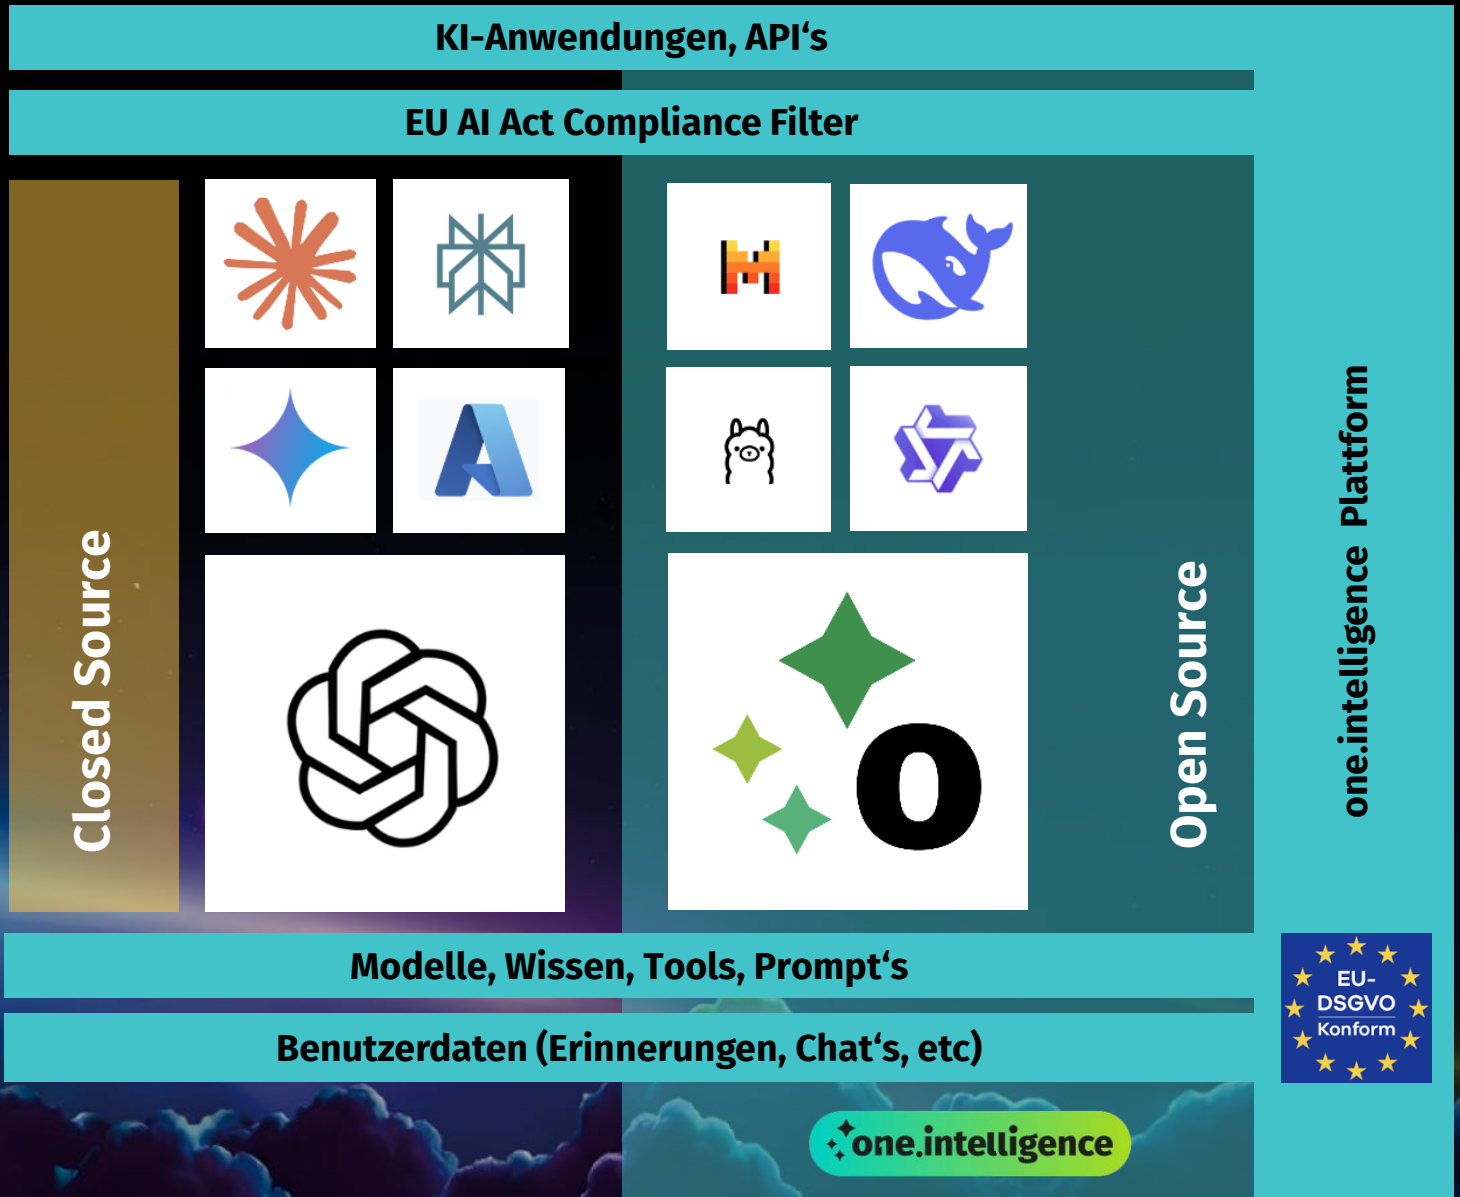 KI-Anwendungen, API‘s
EU AI Act Compliance Filter
Closed Source
Open Source
one.intelligence Plattform
Modelle, Wissen, Tools, Prompt‘s
EU-
DSGVO
Konform
Benutzerdaten (Erinnerungen, Chat‘s, etc)
one.intelligence